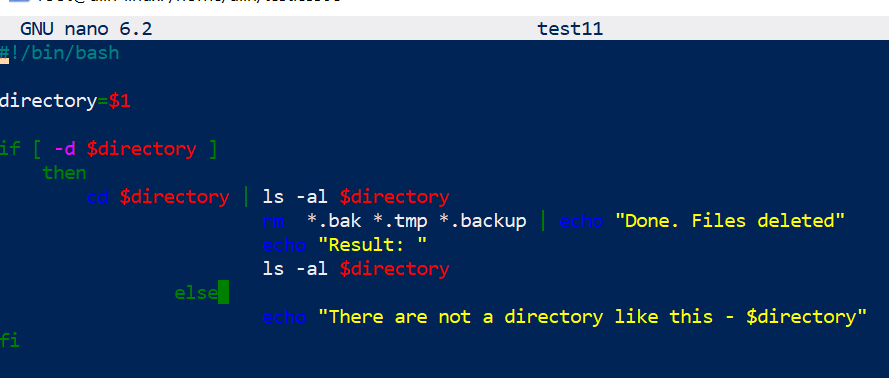 GNU nano 6.2 test11
#!/bin/bash
directory=$1
if [ -d $directory ]
then
cd $directory | ls -al $directory
rm  *.bak *.tmp *.backup | echo "Done. Files deleted"
echo "Result: "
ls -al $directory
else
echo "There are not a directory like this - $directory"
fi